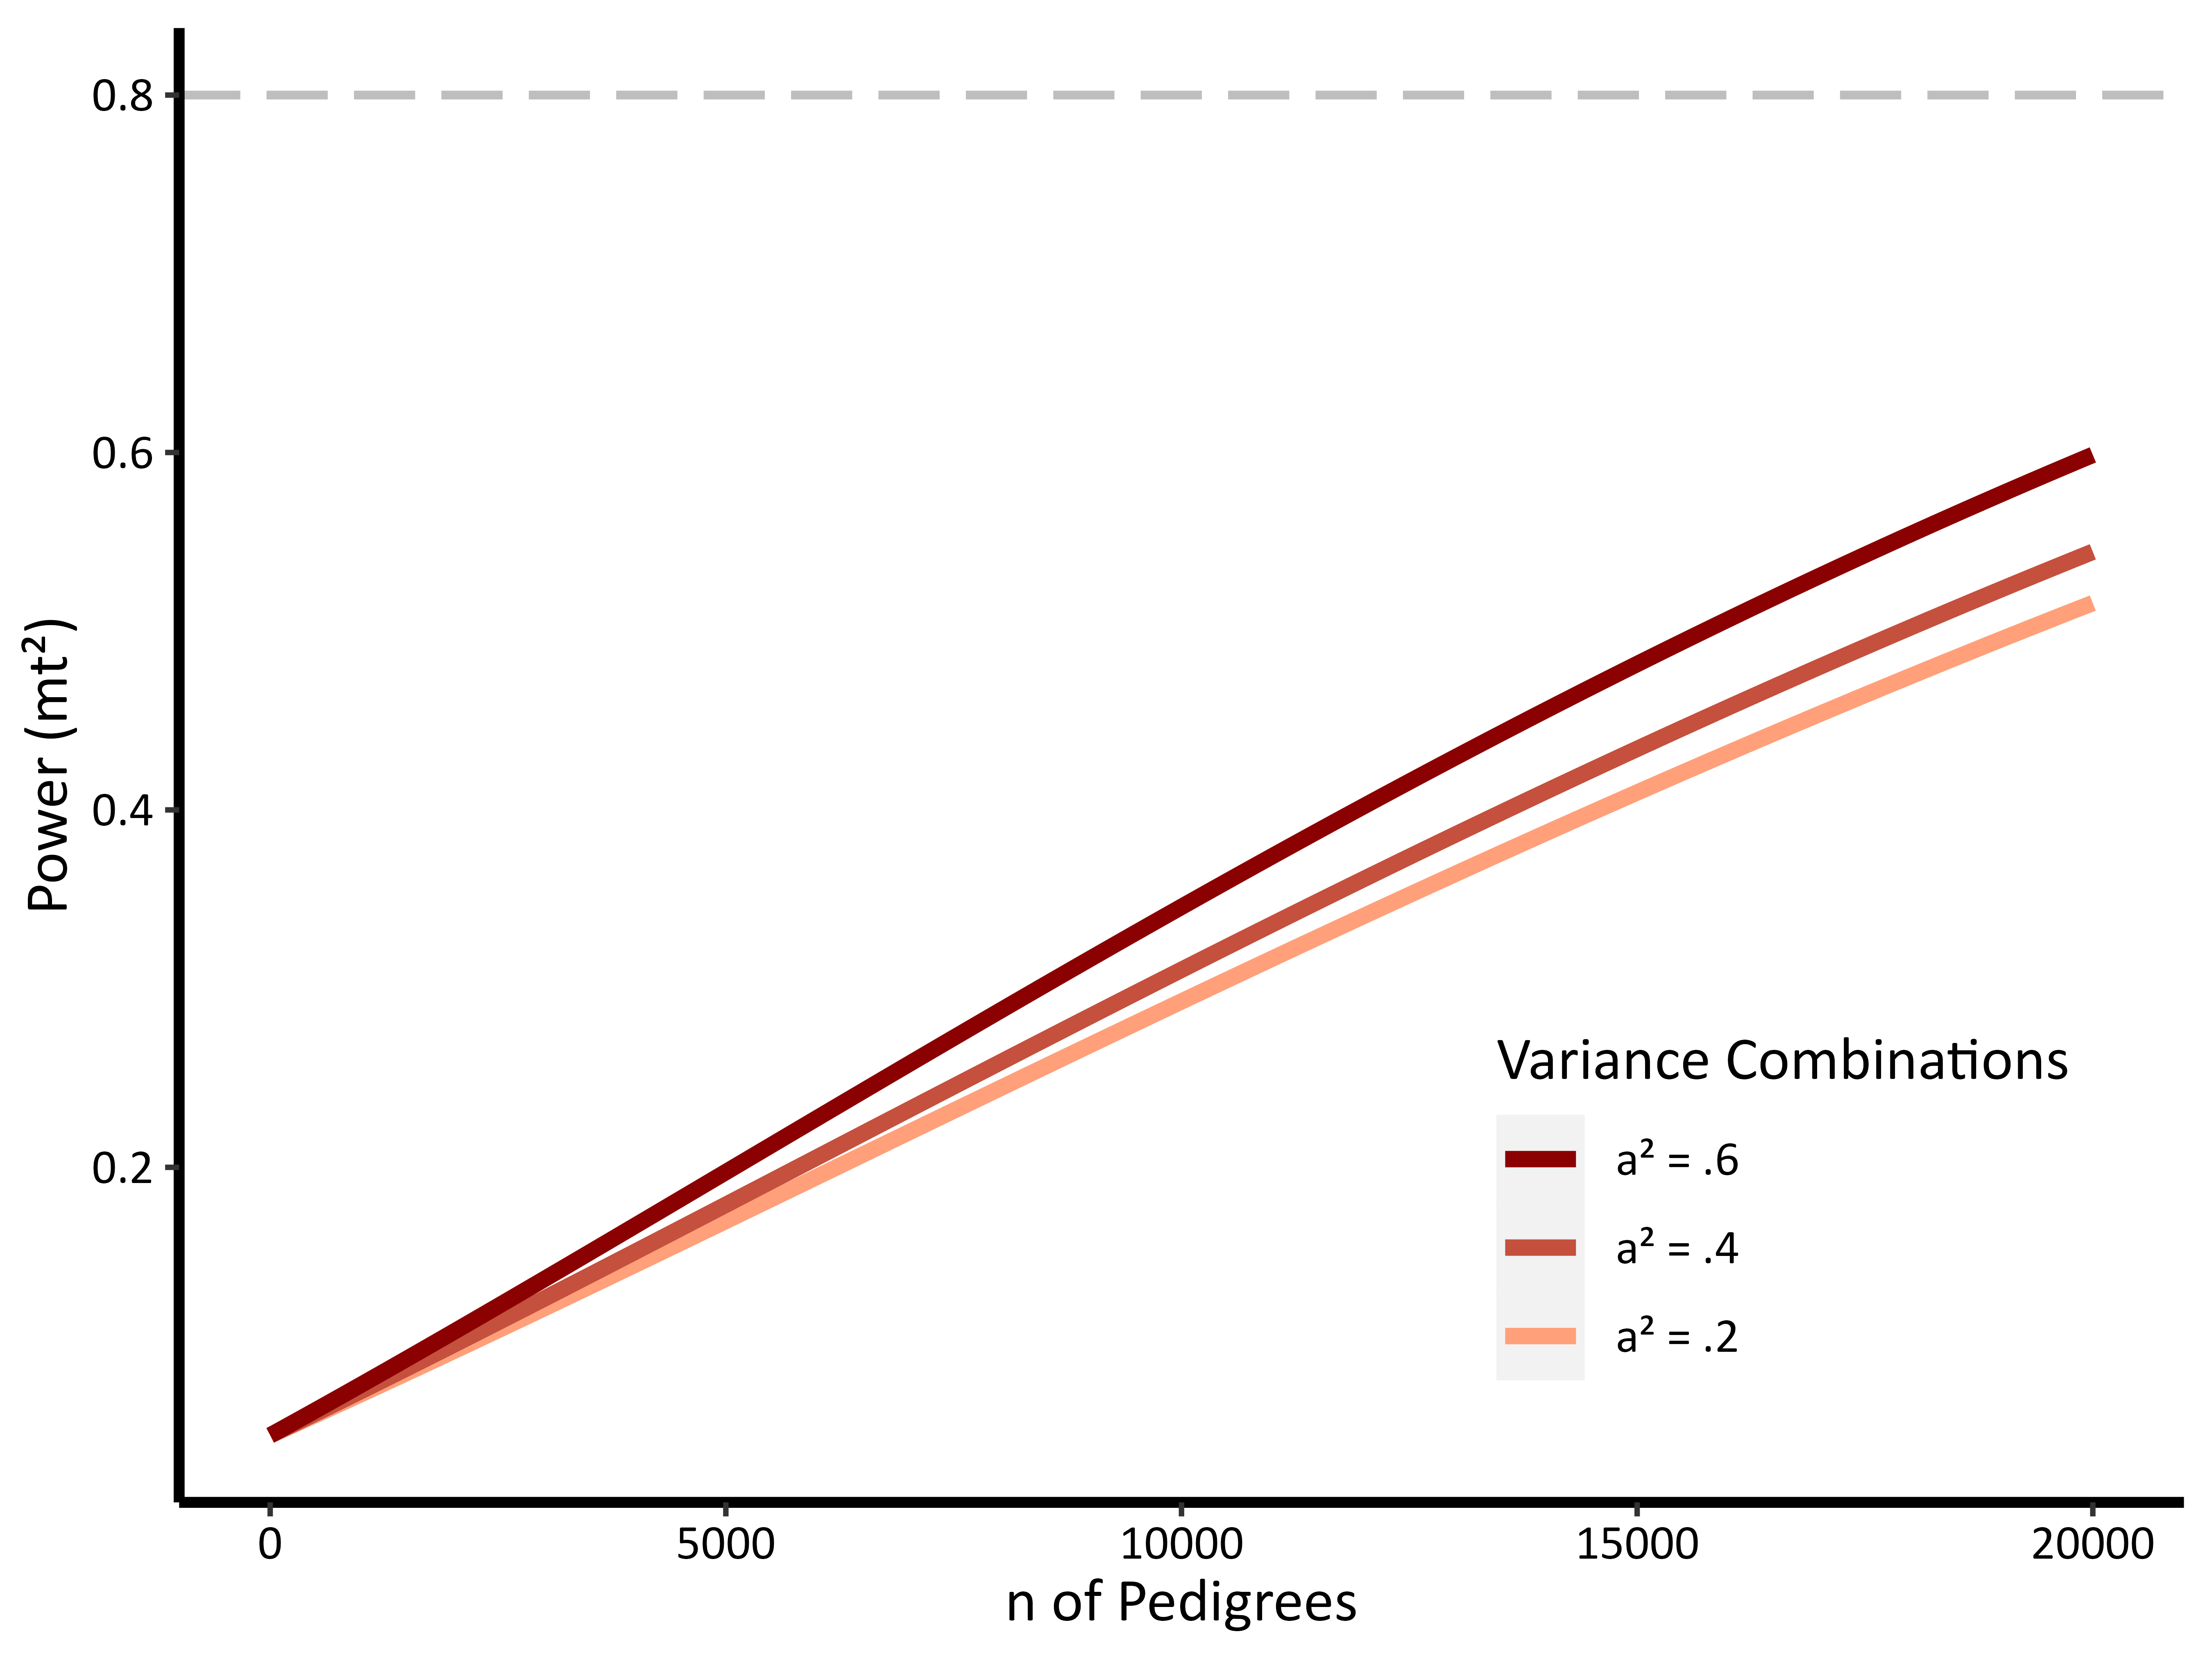 Power (mt²)
0.8
0.6
0.4
0.2
Variance Combinations
a² = .6
a² = .4
a² = .2
0 5000 10000 15000 20000
n of Pedigrees